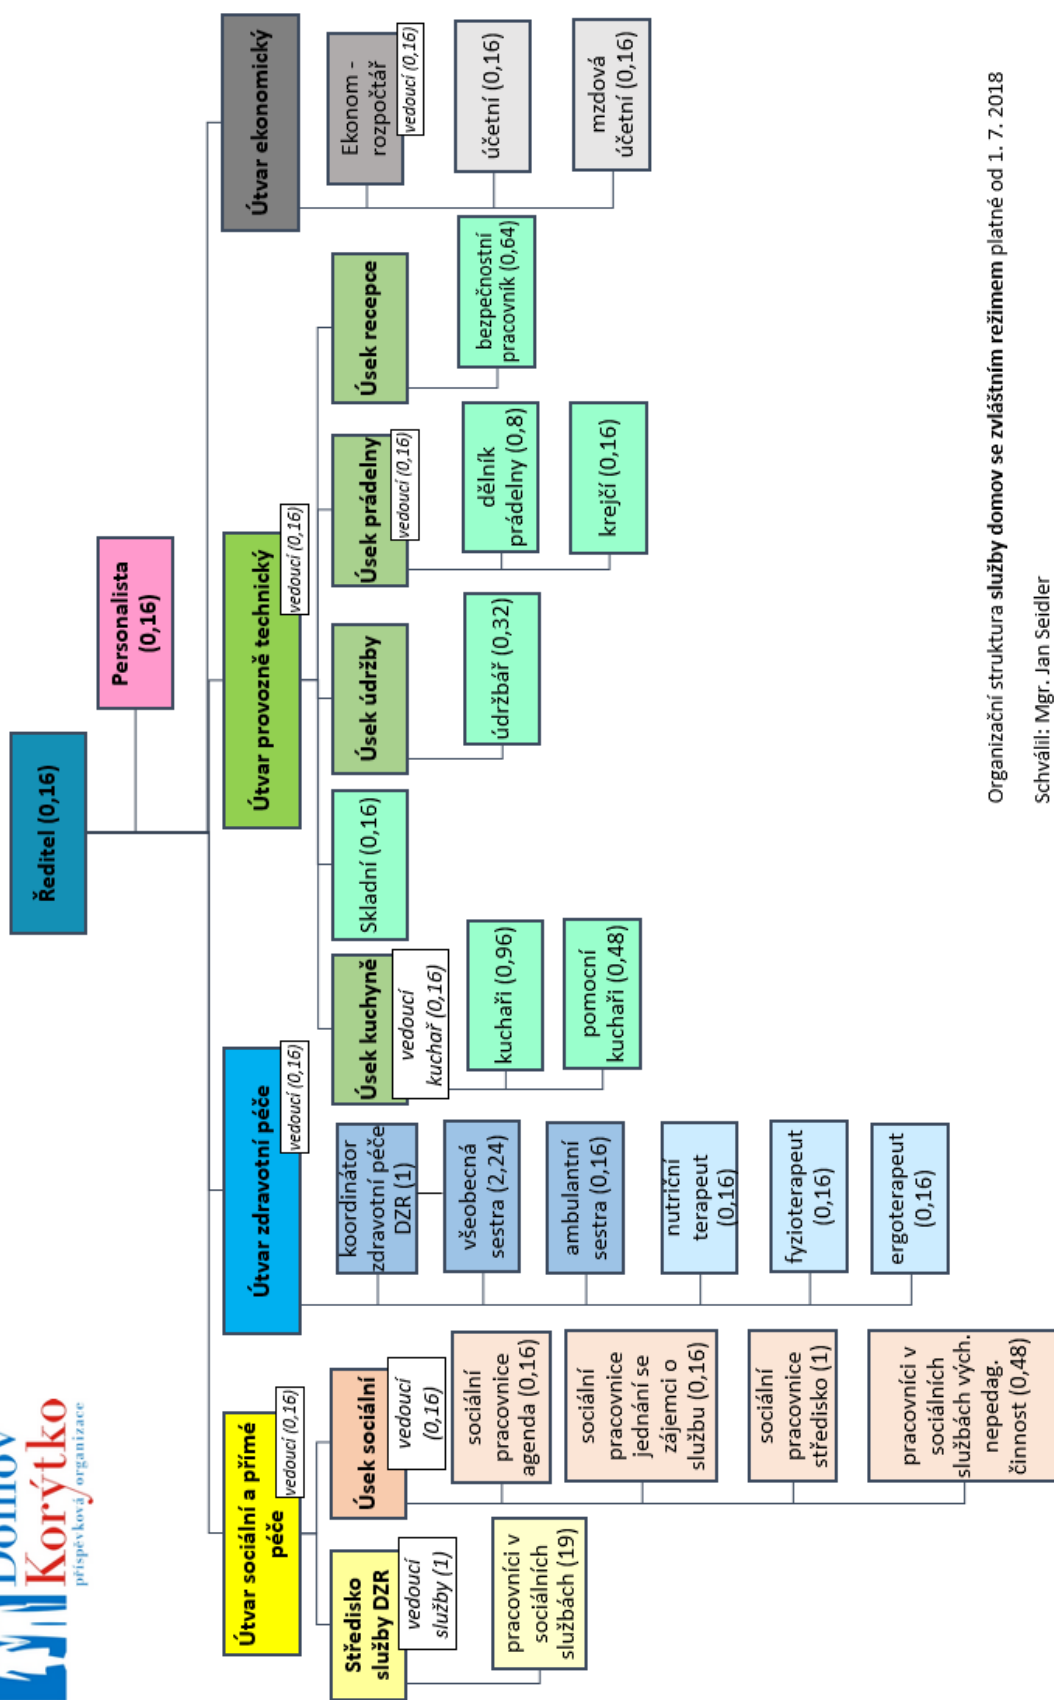 Domov
Korýtko
příspěvková organizace
Ředitel (0,16)
Personalista
(0,16)
Útvar sociální a přímé
péče
vedoucí (0,16)
Středisko
služby DZR
vedoucí
služby (1)
pracovníci v
sociálních
službách (19)
Úsek sociální
vedoucí
(0,16)
sociální
pracovnice
agenda (0,16)
sociální
pracovnice
jednání se
zájemci o
službu (0,16)
sociální
pracovnice
středisko (1)
pracovníci v
sociálních
službách vých.
nepedag.
činnost (0,48)
Útvar zdravotní péče
vedoucí (0,16)
koordinátor
zdravotní péče
DZR (1)
všeobecná
sestra (2,24)
ambulantní
sestra (0,16)
nutriční
terapeut
(0,16)
fyzioterapeut
(0,16)
ergoterapeut
(0,16)
Útvar provozně technický
vedoucí (0,16)
Úsek kuchyně
vedoucí
kuchař (0,16)
kuchaři (0,96)
pomocní
kuchaři (0,48)
Skladní (0,16)
Úsek údržby
údržbář (0,32)
Úsek prádelny
vedoucí (0,16)
dělník
prádelny (0,8)
krejčí (0,16)
Úsek recepce
bezpečnostní
pracovník (0,64)
Útvar ekonomický
Ekonom -
rozpočtář
vedoucí (0,16)
účetní (0,16)
mzdová
účetní (0,16)
Organizační struktura služby domov se zvláštním režimem platné od 1. 7. 2018
Schválil: Mgr. Jan Seidler